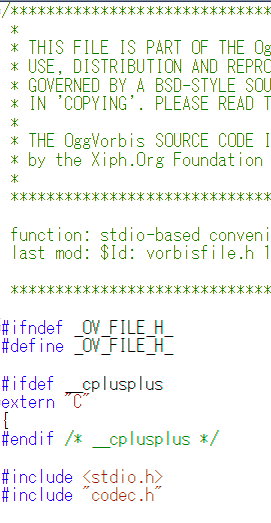 /******************************
*
* THIS FILE IS PART OF THE Og
* USE, DISTRIBUTION AND REPRO
* GOVERNED BY A BSD-STYLE SOU
* IN 'COPYING'. PLEASE READ T
*
* THE OggVorbis SOURCE CODE I
* by the Xiph.Org Foundation
*
******************************
function: stdio-based conveni
last mod: $Id: vorbisfile.h 1
******************************
#ifndef _OV_FILE_H_
#define _OV_FILE_H_
#ifdef __cplusplus
extern "C"
{
#endif /* __cplusplus */
#include <stdio.h>
#include "codec.h"